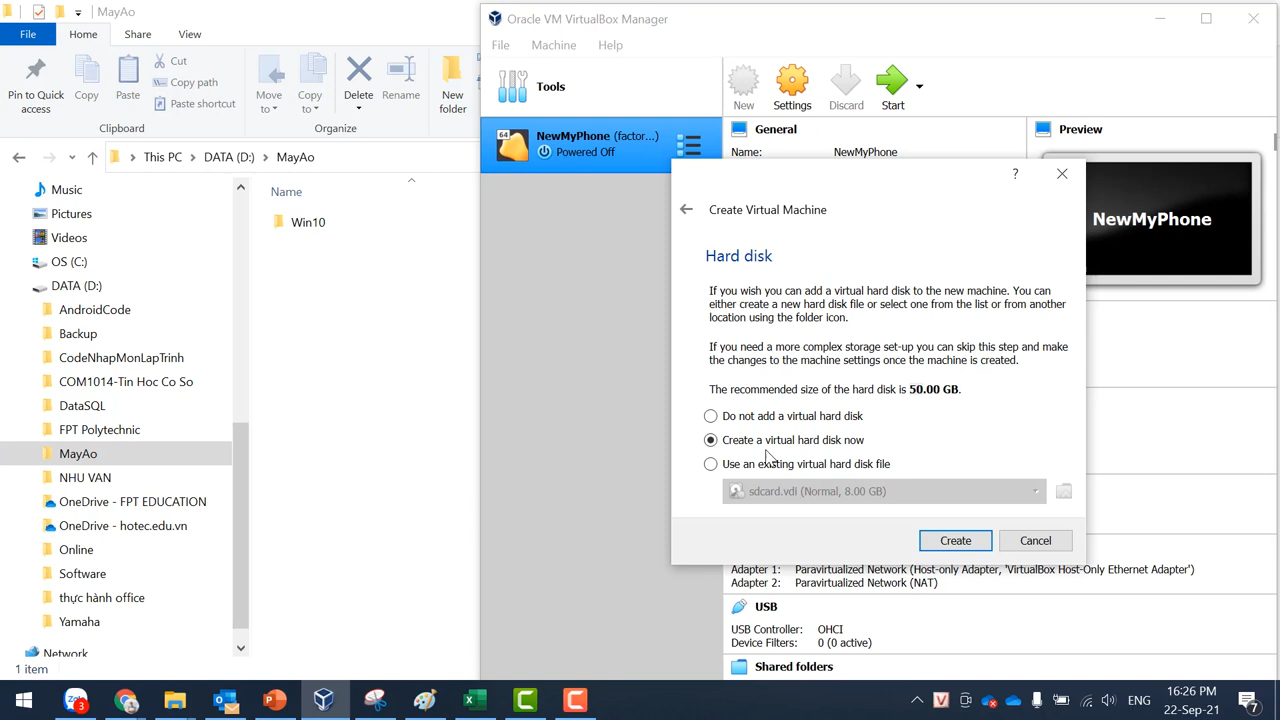 MayAo
File
Home
Share
View
Pin to Quick
access
Copy
Paste
Cut
Copy path
Paste shortcut
Clipboard
Move
to
Copy
to
Delete
Rename
Organize
New
folder
This PC
DATA (D:)
MayAo
Music
Pictures
Videos
OS (C:)
DATA (D:)
AndroidCode
Backup
CodeNhapMonLapTrinh
COM1014-Tin Hoc Co So
DataSQL
FPT Polytechnic
MayAo
NHU VAN
OneDrive - FPT EDUCATION
OneDrive - hotec.edu.vn
Online
Software
thực hành office
Yamaha
Network
Name
Win10
1 item
Oracle VM VirtualBox Manager
File
Machine
Help
Tools
New
Settings
Discard
Start
64
NewMyPhone (factor...)
Powered Off
General
Name:
NewMyPhone
Preview
NewMyPhone
?
Create Virtual Machine
Hard disk
If you wish you can add a virtual hard disk to the new machine. You can
either create a new hard disk file or select one from the list or from another
location using the folder icon.
If you need a more complex storage set-up you can skip this step and make
the changes to the machine settings once the machine is created.
The recommended size of the hard disk is 50.00 GB.
Do not add a virtual hard disk
Create a virtual hard disk now
Use an existing virtual hard disk file
sdcard.vdi (Normal, 8.00 GB)
Create
Cancel
Adapter 1: Paravirtualized Network (Host-only Adapter, 'VirtualBox Host-Only Ethernet Adapter')
Adapter 2: Paravirtualized Network (NAT)
USB
USB Controller: OHCI
Device Filters: 0 (0 active)
Shared folders
3
V
ENG
16:26 PM
22-Sep-21
7